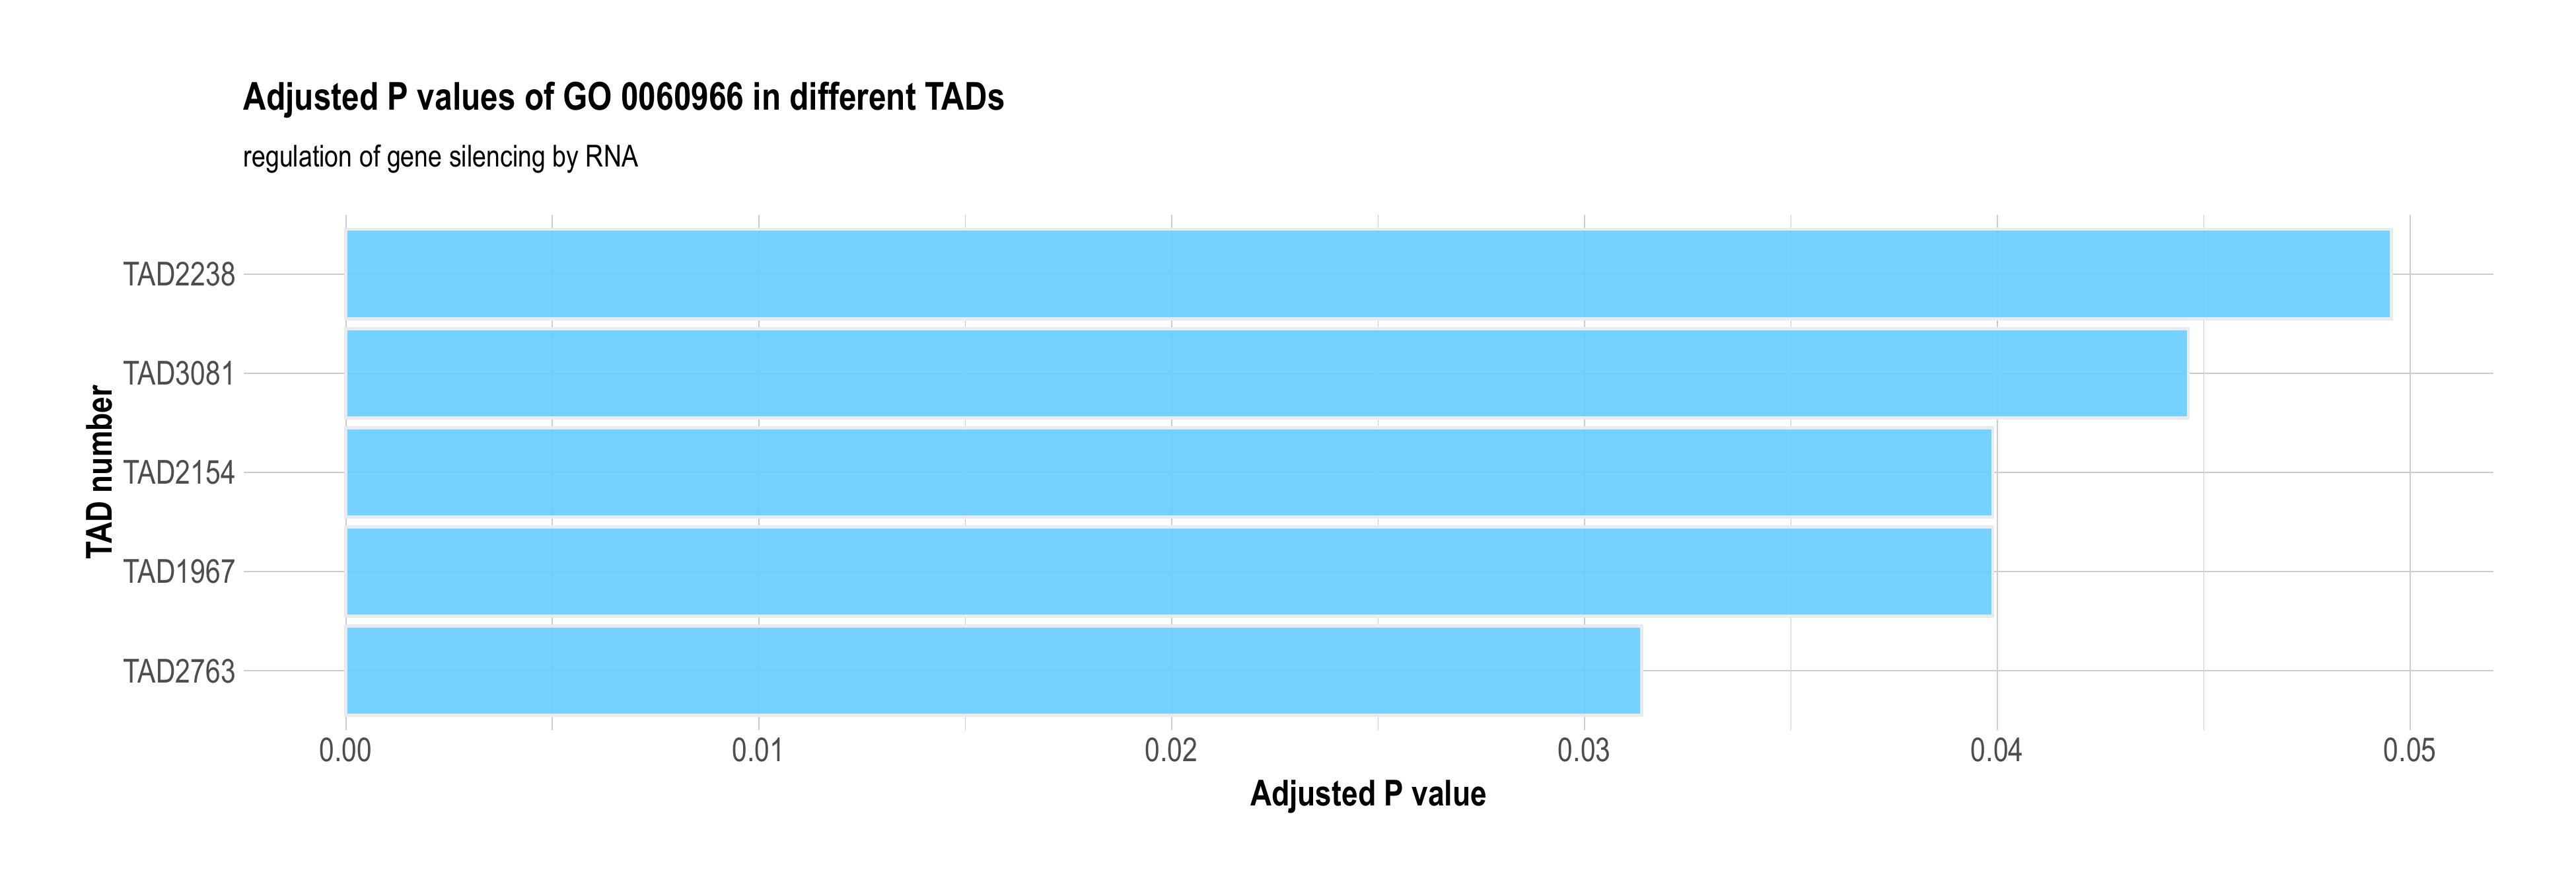 Adjusted P values of GO 0060966 in different TADs
regulation of gene silencing by RNA
TAD number
TAD2238
TAD3081
TAD2154
TAD1967
TAD2763
0.00 0.01 0.02 0.03 0.04 0.05
Adjusted P value